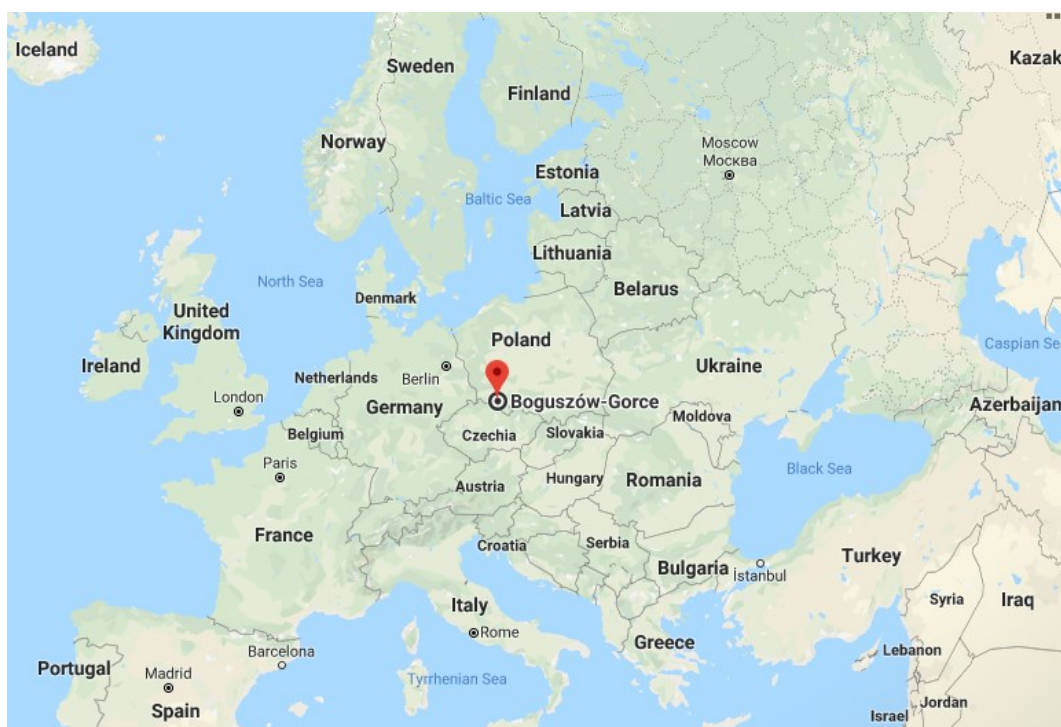 Iceland
Sweden
Finland
Norway
Kazak
Moscow
Москва
Estonia
Baltic Sea
Latvia
Lithuania
North Sea
Denmark
Belarus
United
Kingdom
Poland
Caspian Se
Ireland
Netherlands
Berlin
Ukraine
London
Germany
Boguszów-Gorce
Azerbaijan
Moldova
Belgium
Czechia
Slovakia
Paris
Black Sea
Austria
Hungary
Romania
France
Croatia
Serbia
Turkey
Bulgaria
İstanbul
Italy
Syria
Iraq
Rome
Greece
Barcelona
Lebanon
Portugal
Madrid
Tyrrhenian Sea
Jordan
Spain
Israel